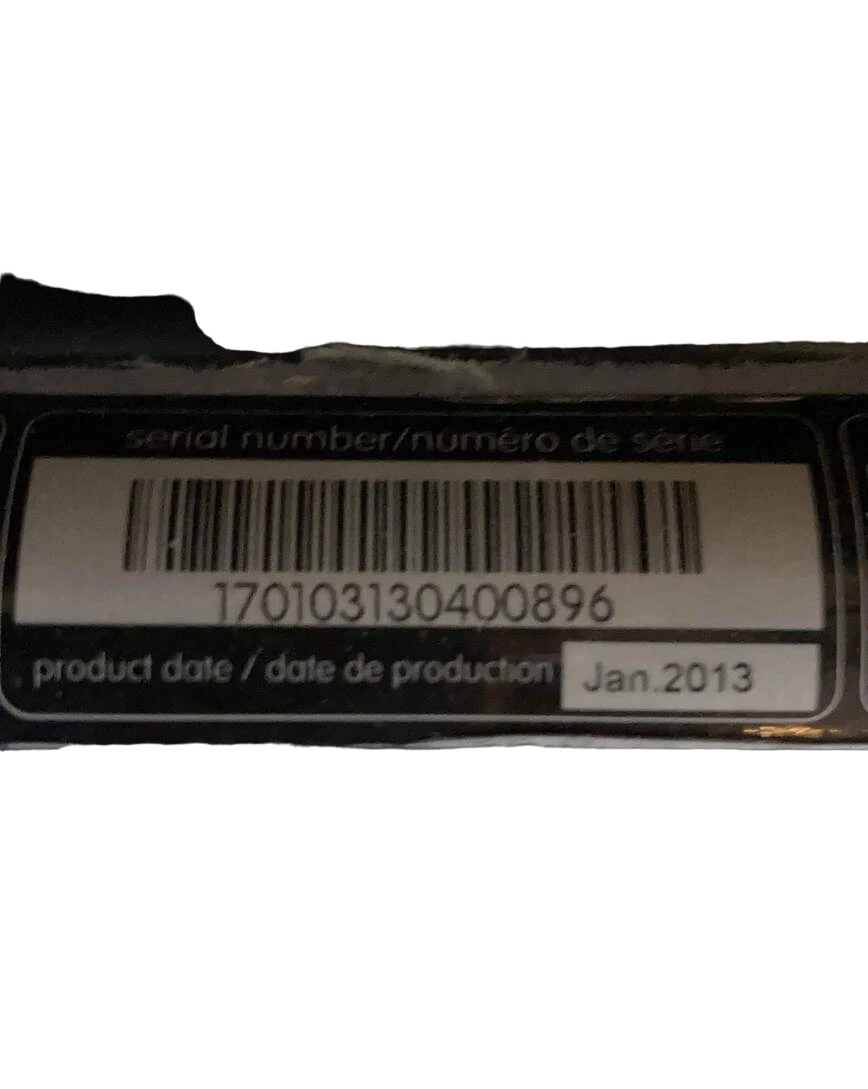 serial number/numéro de série
170103130400896
product date / date de production
Jan.2013